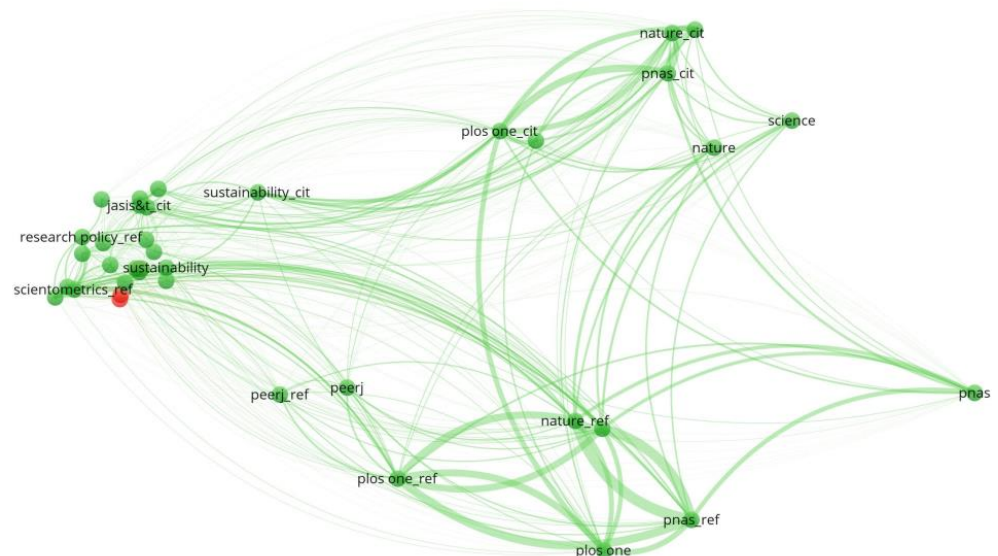 nature_cit
pnas_cit
science
plos one_cit
nature
sustainability_cit
jasis&t_cit
research policy_ref
sustainability
scientometrics_ref
peerj_ref
peerj
pnas
nature_ref
plos one_ref
pnas_ref
plos one